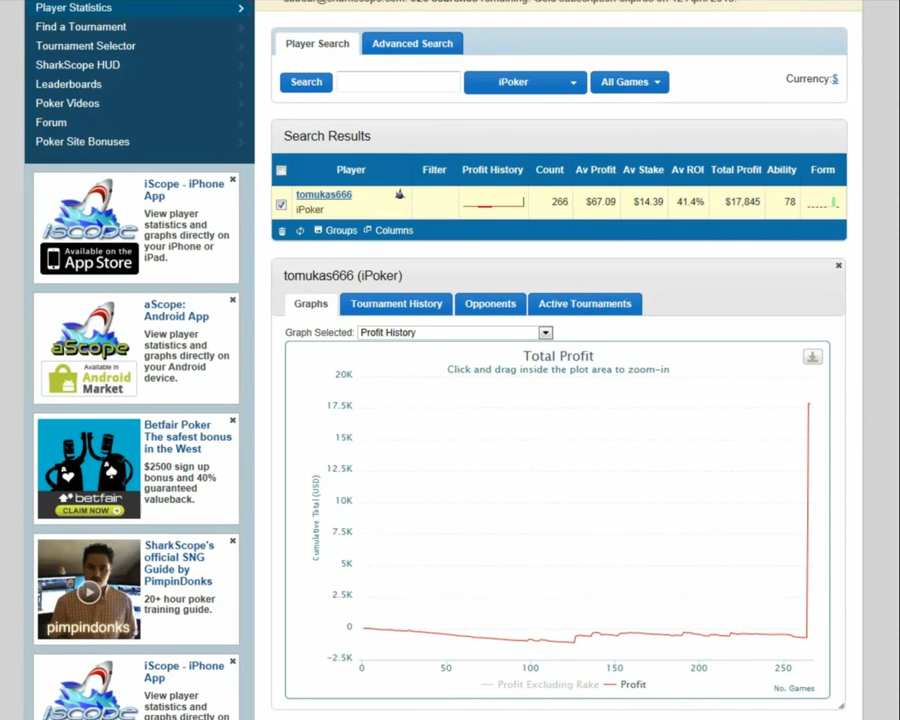 Player Statistics
Find a Tournament
Tournament Selector
SharkScope HUD
Leaderboards
Poker Videos
Forum
Poker Site Bonuses
iScope - iPhone App
View player statistics and graphs directly on your iPhone or iPad.
iscope
Available on the
App Store
aScope: Android App
View player statistics and graphs directly on your Android device.
aScope
Available in
Android
Market
Betfair Poker
The safest bonus in the West
$2500 sign up bonus and 40% guaranteed valueback.
betfair
CLAIM NOW
SharkScope's official SNG Guide by PimpinDonks
20+ hour poker training guide.
pimpindonks
iScope - iPhone App
View player statistics and graphs
Player Search
Advanced Search
Search
iPoker
All Games
Currency:$
Search Results
Player Filter Profit History Count Av Profit Av Stake Av ROI Total Profit Ability Form
tomukas666
iPoker
266 $67.09 $14.39 41.4% $17,845 78
Groups Columns
tomukas666 (iPoker)
Graphs Tournament History Opponents Active Tournaments
Graph Selected: Profit History
Total Profit
Click and drag inside the plot area to zoom-in
20K
17.5K
15K
12.5K
10K
7.5K
5K
2.5K
0
-2.5K
Cumulative Total (USD)
0 50 100 150 200 250
No. Games
Profit Excluding Rake Profit